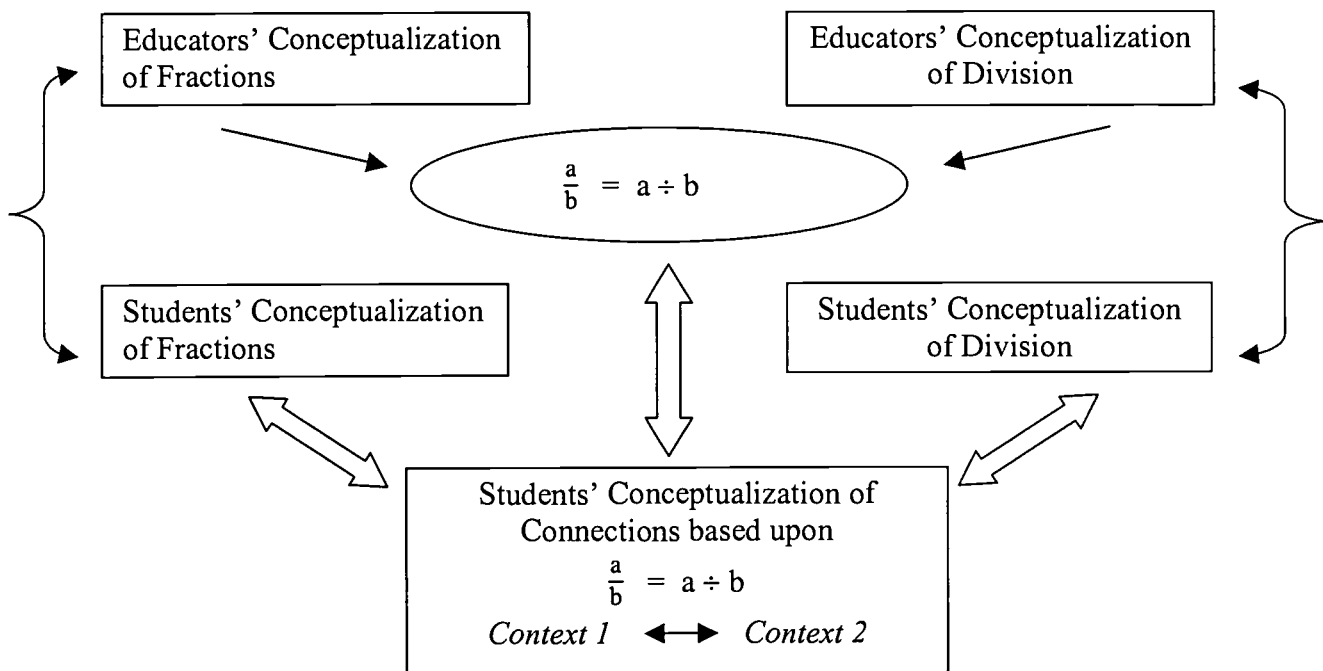 Educators’ Conceptualization
of Fractions
Educators’ Conceptualization
of Division
a/b = a ÷ b
Students’ Conceptualization
of Fractions
Students’ Conceptualization
of Division
Students’ Conceptualization of
Connections based upon
a/b = a ÷ b
Context 1 ↔ Context 2